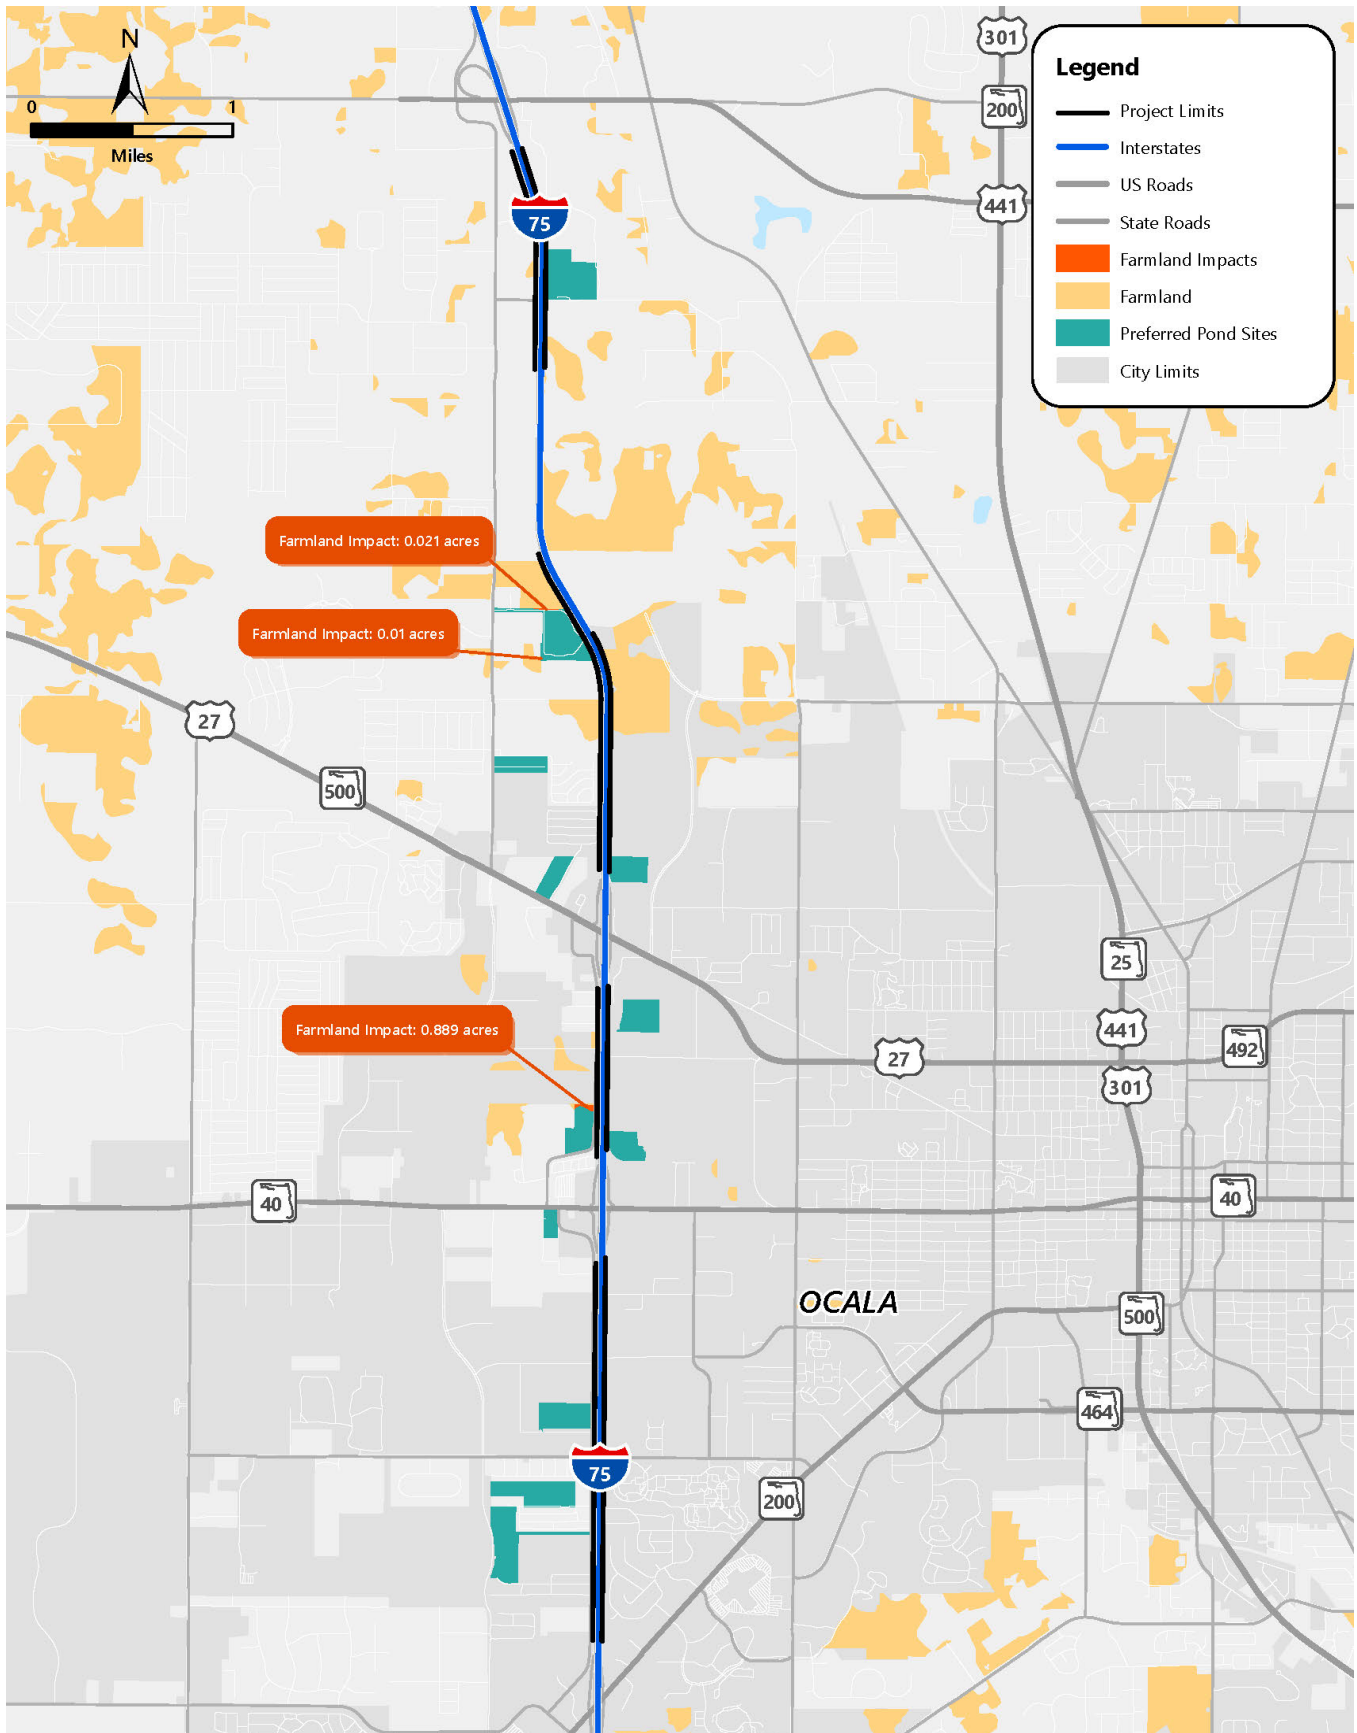 N
0 1
Miles
301
200
441
Legend
Project Limits
Interstates
US Roads
State Roads
Farmland Impacts
Farmland
Preferred Pond Sites
City Limits
75
Farmland Impact: 0.021 acres
Farmland Impact: 0.01 acres
27
500
25
Farmland Impact: 0.889 acres
441
492
27
301
40
40
OCALA
500
464
75
200